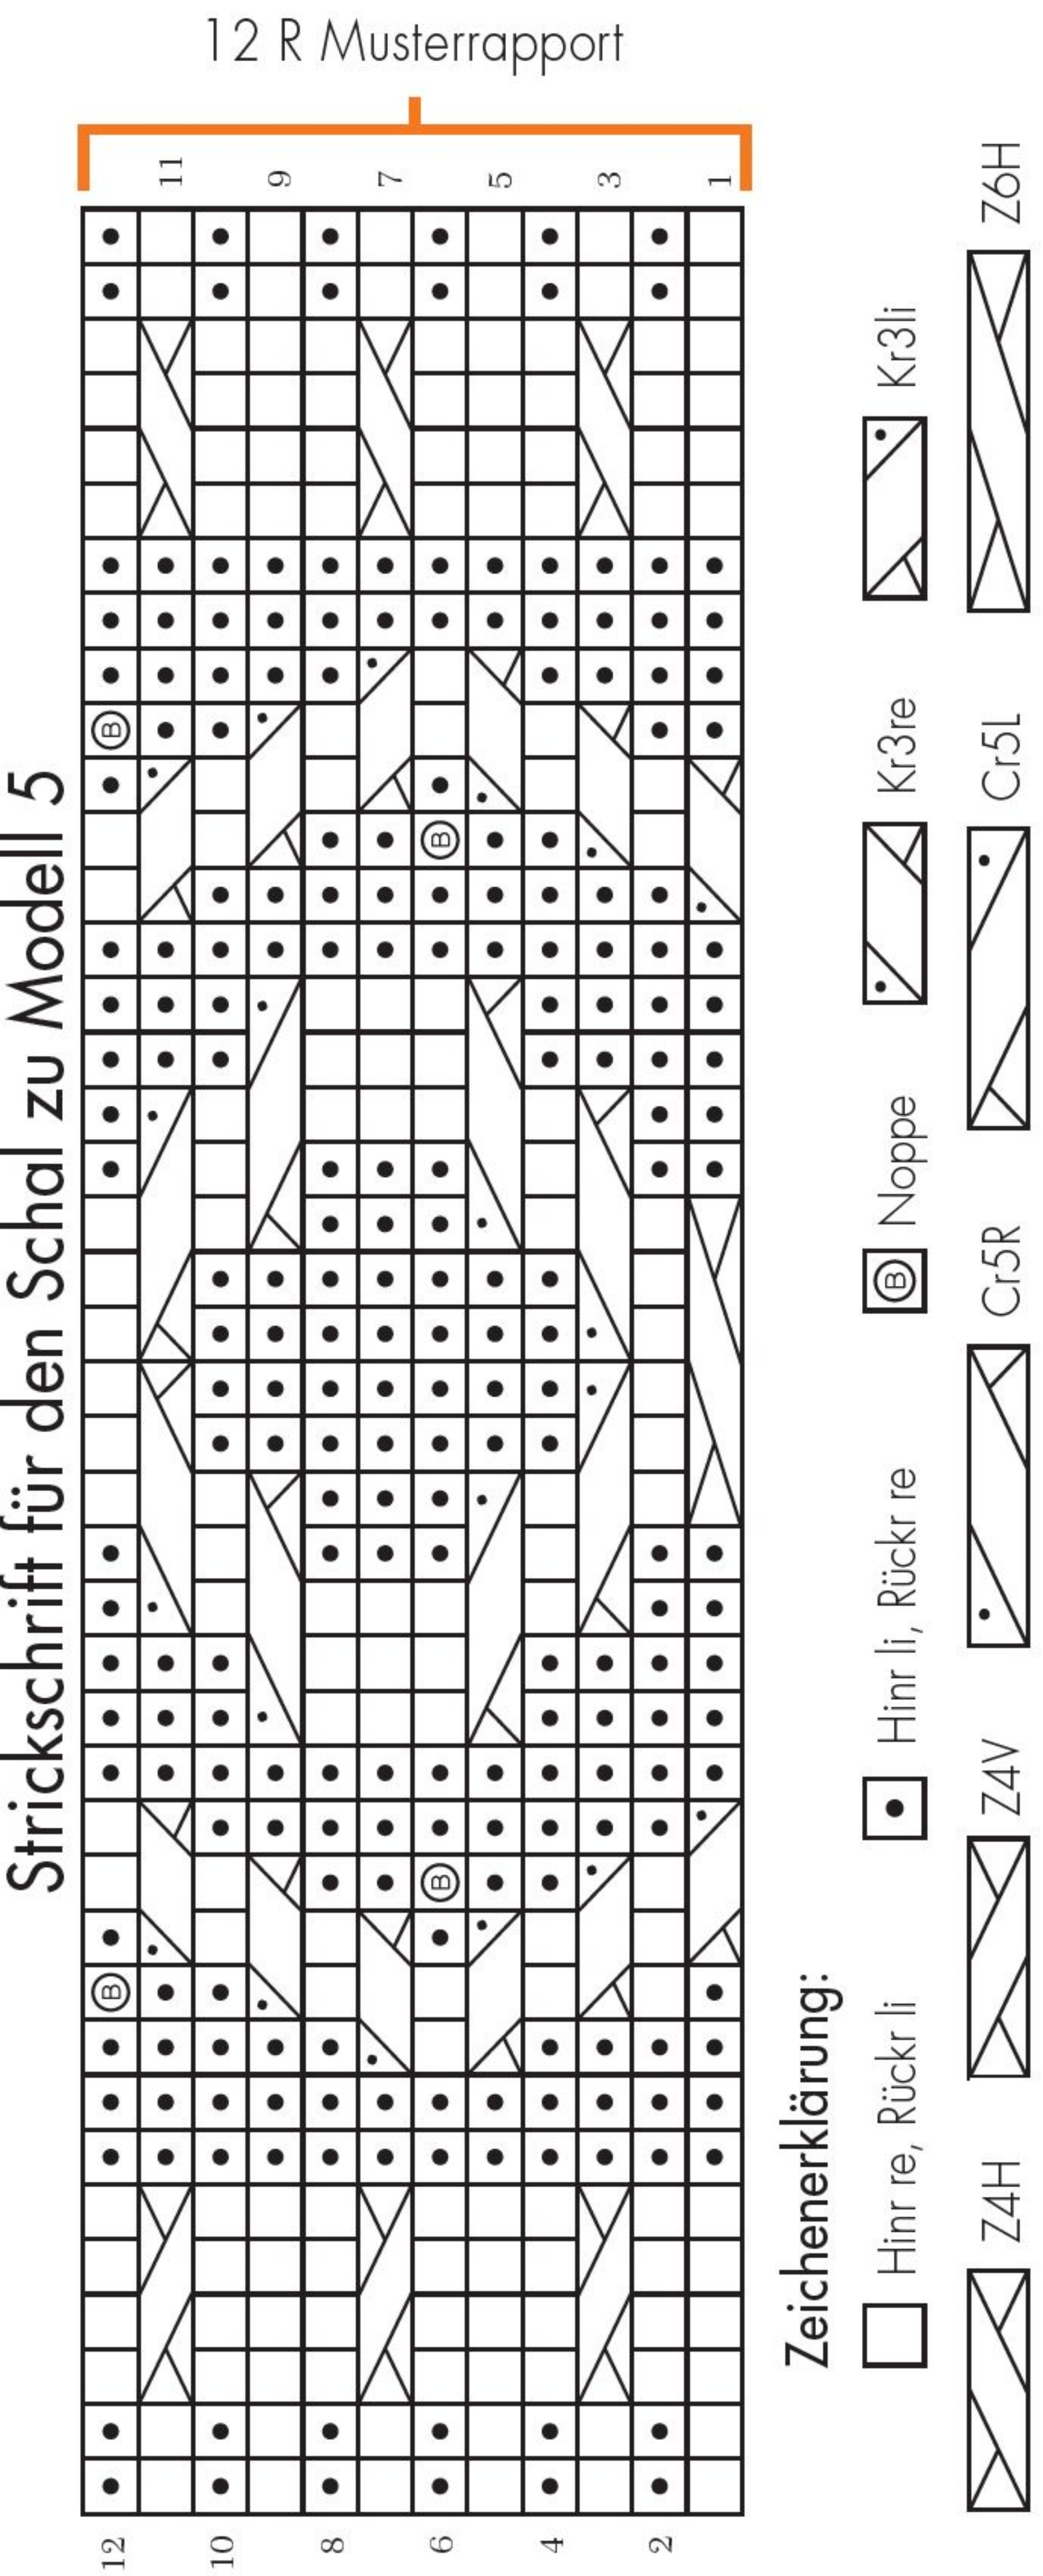 Strickschrift für den Schal zu Modell 5
12 R Musterrapport
12
11
B
B
10
9
8
7
6
B
B
5
4
3
2
1
Zeichenerklärung:
Hinr re, Rückr li
Hinr li, Rückr re
B Noppe
Kr3re
Kr3li
Z4H
Z4V
Cr5R
Cr5L
Z6H